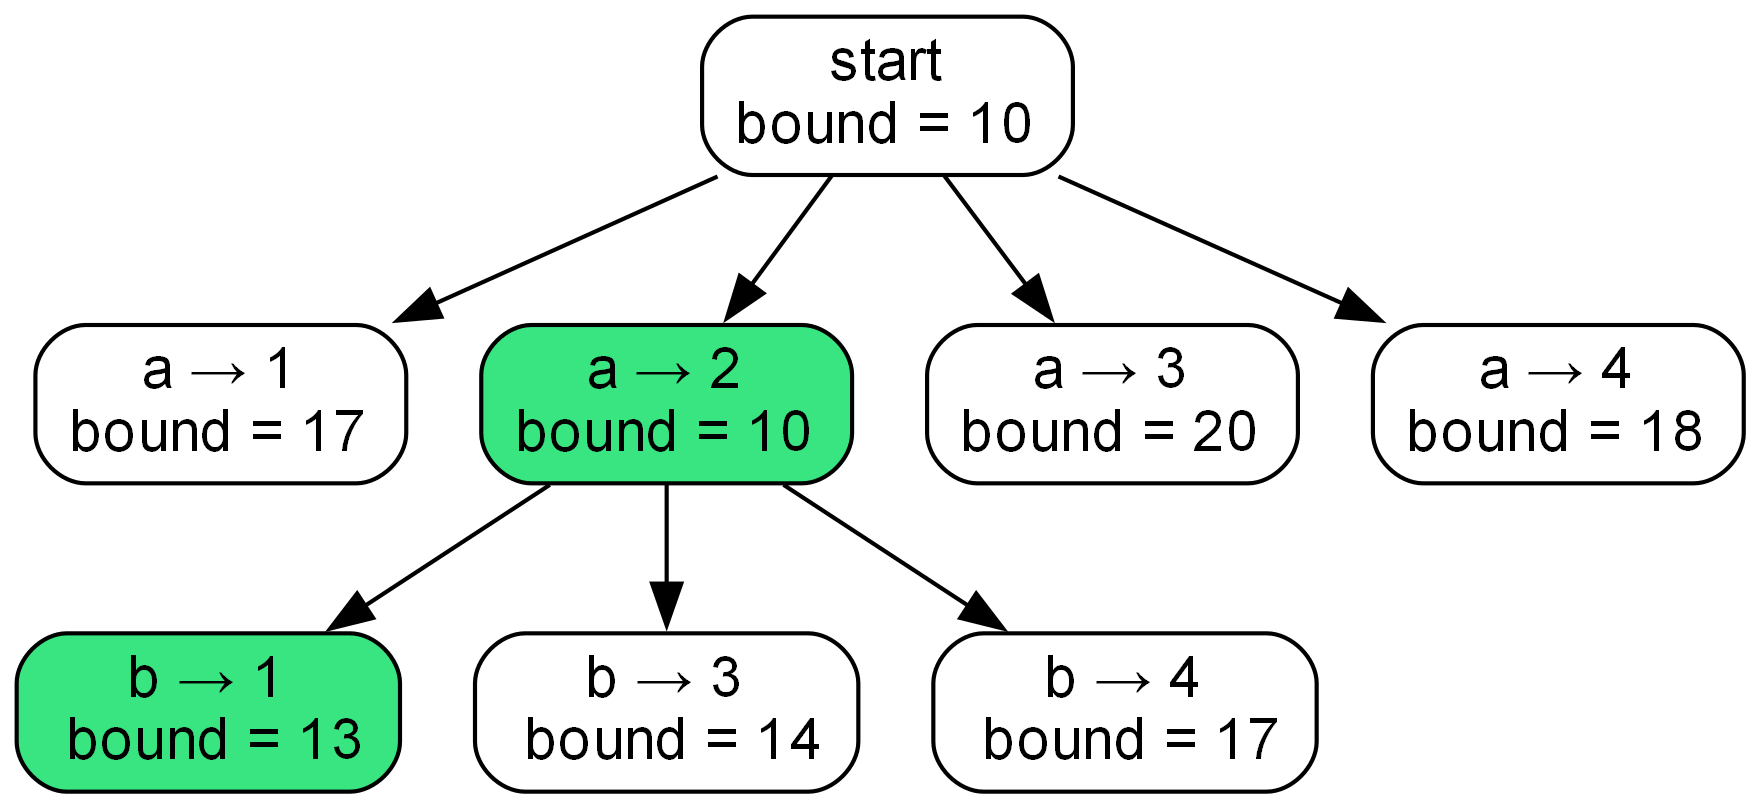 start
bound = 10
a → 1
bound = 17
a → 2
bound = 10
a → 3
bound = 20
a → 4
bound = 18
b → 1
bound = 13
b → 3
bound = 14
b → 4
bound = 17